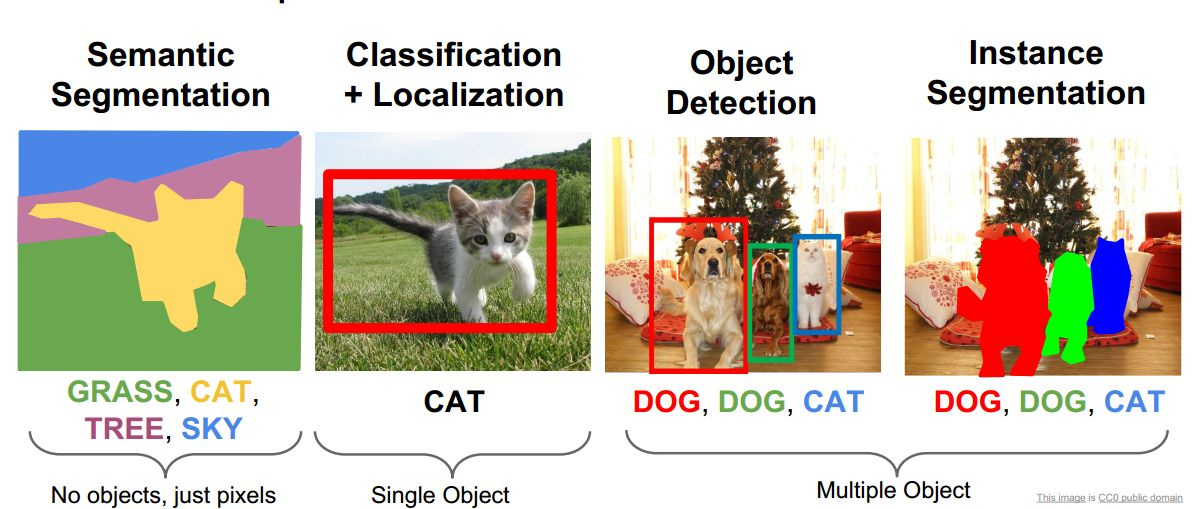 Semantic
Segmentation
Classification
+ Localization
Object
Detection
Instance
Segmentation
GRASS, CAT,
TREE, SKY
CAT
DOG, DOG, CAT
DOG, DOG, CAT
No objects, just pixels
Single Object
Multiple Object
This image is CC0 public domain